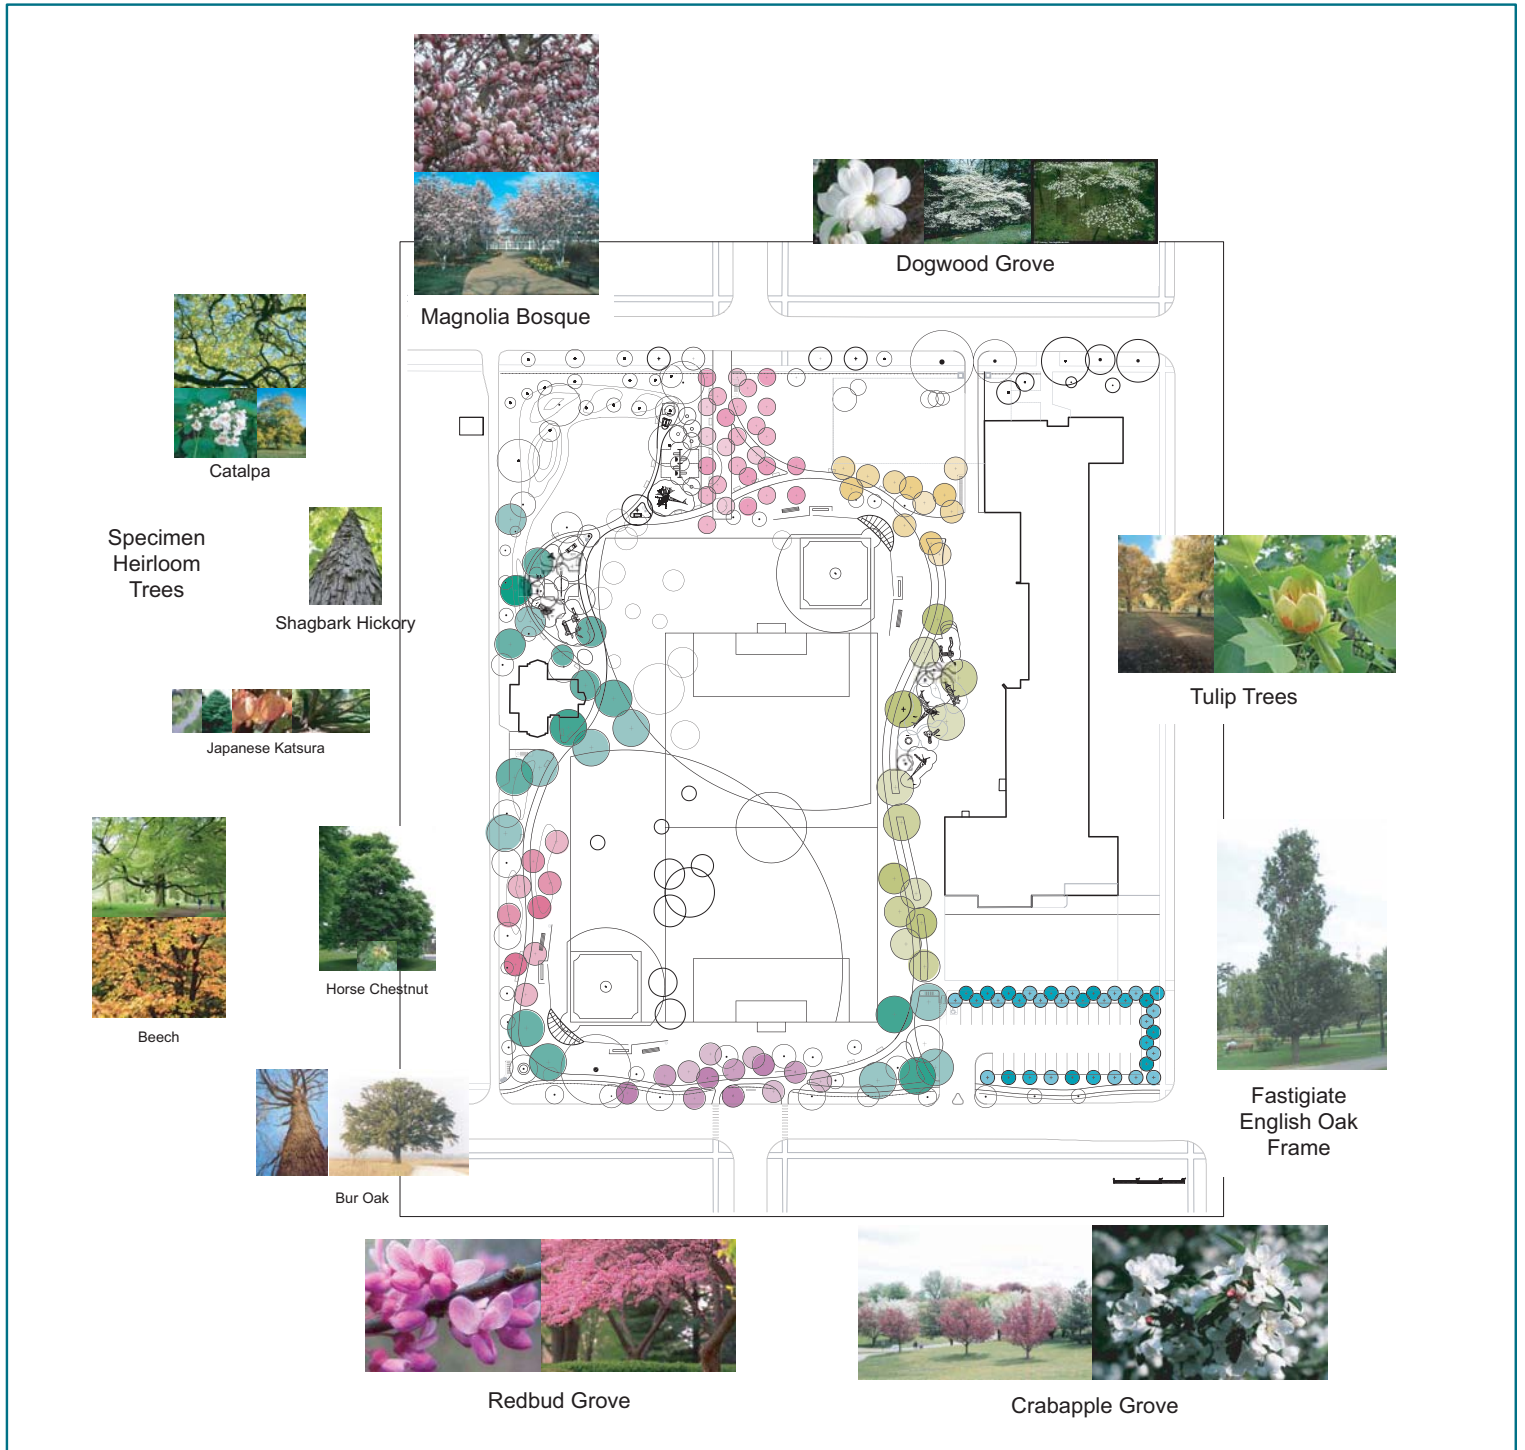 Magnolia Bosque
Dogwood Grove
Catalpa
Specimen
Heirloom
Trees
Shagbark Hickory
Tulip Trees
Japanese Katsura
Horse Chestnut
Beech
Fastigiate
English Oak
Frame
Bur Oak
Redbud Grove
Crabapple Grove